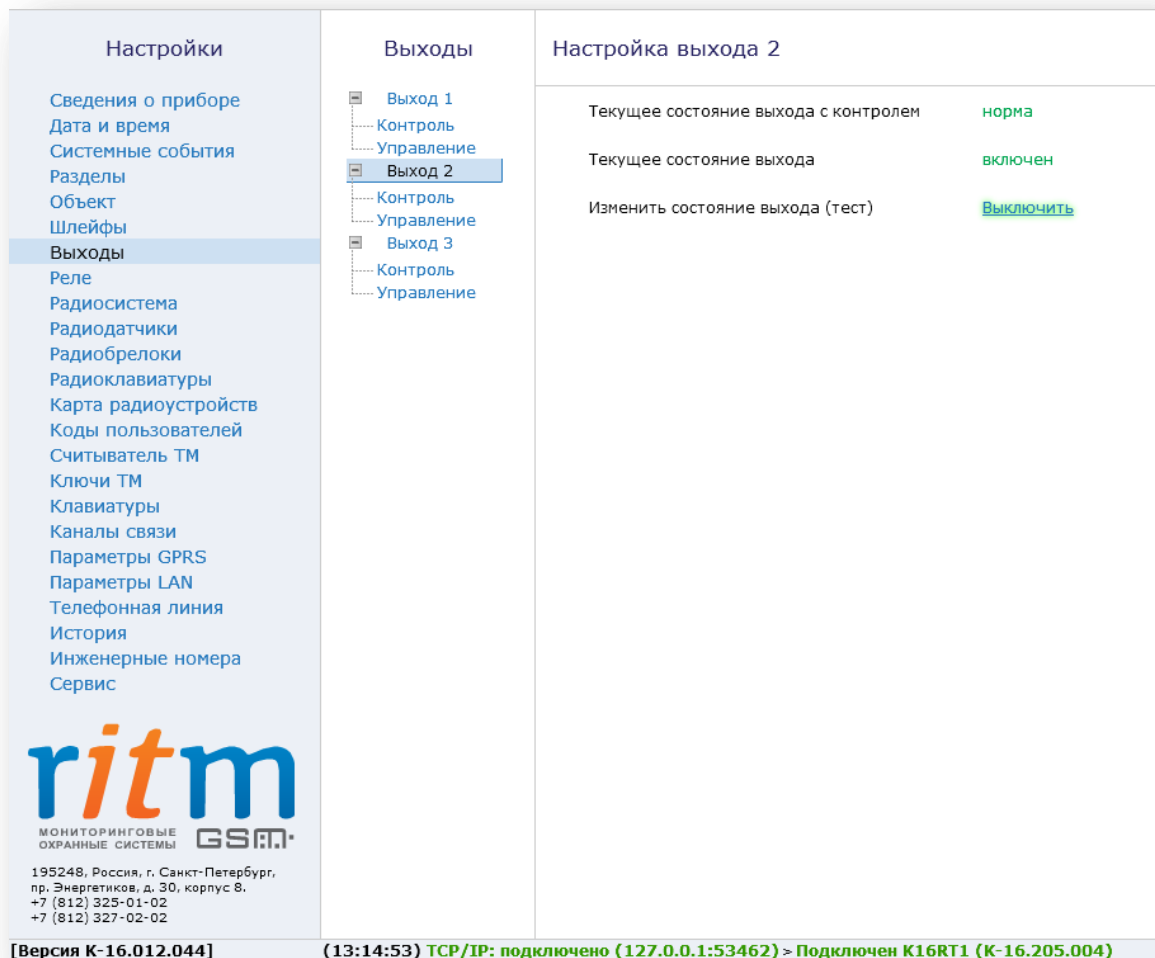 Настройки
Сведения о приборе
Дата и время
Системные события
Разделы
Объект
Шлейфы
Выходы
Реле
Радиосистема
Радиодатчики
Радиобрелоки
Радиоклавиатуры
Карта радиоустройств
Коды пользователей
Считыватель ТМ
Ключи ТМ
Клавиатуры
Каналы связи
Параметры GPRS
Параметры LAN
Телефонная линия
История
Инженерные номера
Сервис
ritm
МОНИТОРИНГОВЫЕ
ОХРАННЫЕ СИСТЕМЫ
GSM
195248, Россия, г. Санкт-Петербург,
пр. Энергетиков, д. 30, корпус 8.
+7 (812) 325-01-02
+7 (812) 327-02-02
Выходы
Выход 1
Контроль
Управление
Выход 2
Контроль
Управление
Выход 3
Контроль
Управление
Настройка выхода 2
Текущее состояние выхода с контролем норма
Текущее состояние выхода включен
Изменить состояние выхода (тест) Выключить
[Версия K-16.012.044] (13:14:53) TCP/IP: подключено (127.0.0.1:53462) > Подключен K16RT1 (K-16.205.004)